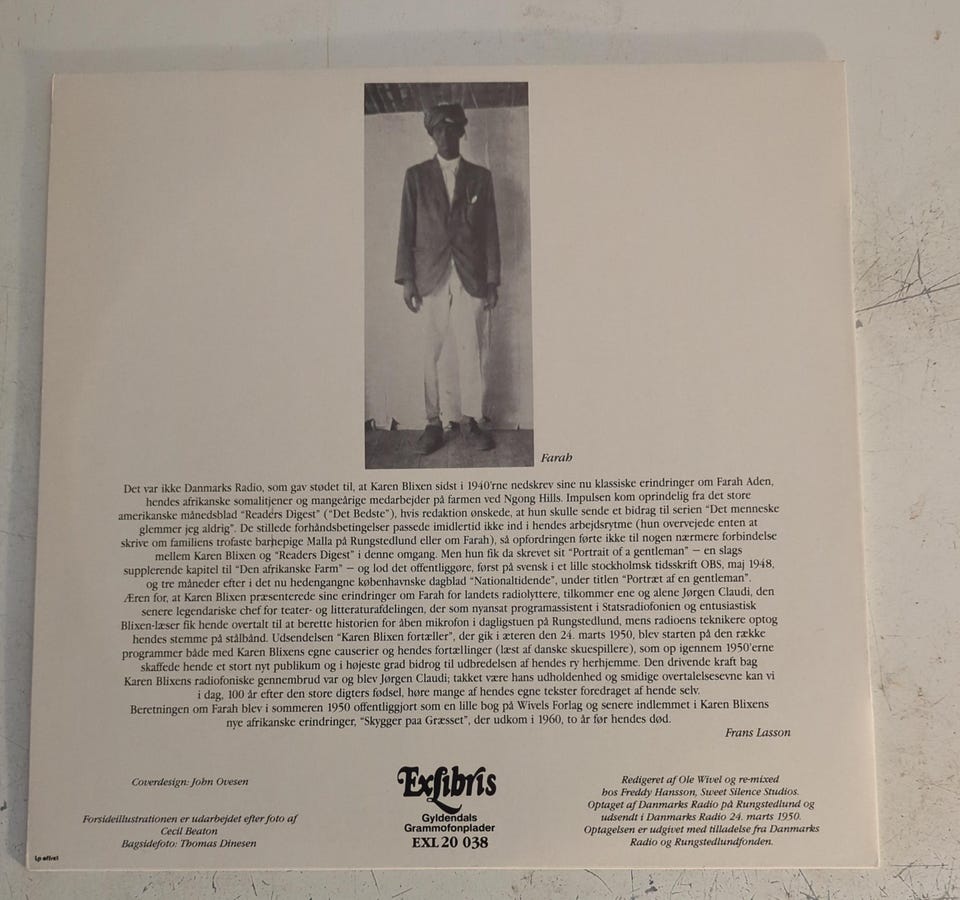 Farah
Det var ikke Danmarks Radio, som gav stødet til, at Karen Blixen sidst i 1940'rne nedskrev sine nu klassiske erindringer om Farah Aden,
hendes afrikanske somalitjener og mangeårige medarbejder på farmen ved Ngong Hills. Impulsen kom oprindelig fra det store
amerikanske månedsblad "Readers Digest" ("Det Bedste"), hvis redaktion ønskede, at hun skulle sende et bidrag til serien "Det menneske
glemmer jeg aldrig". De stillede forhåndsbetingelser passede imidlertid ikke ind i hendes arbejdsrytme (hun overvejede enten at
skrive om familiens trofaste barnepige Malla på Rungstedlund eller om Farah), så opfordringen førte ikke til nogen nærmere forbindelse
mellem Karen Blixen og "Readers Digest" i denne omgang. Men hun fik da skrevet sit "Portrait of a gentleman" – en slags
supplerende kapitel til "Den afrikanske Farm" – og lod det offentliggøre, først på svensk i et lille stockholmsk tidsskrift OBS, maj 1948,
og tre måneder efter i det nu hedengangne københavnske dagblad "Nationaltidende", under titlen "Portræt af en gentleman".
Æren for, at Karen Blixen præsenterede sine erindringer om Farah for landets radiolyttere, tilkommer ene og alene Jørgen Claudi, den
senere legendariske chef for teater- og litteraturafdelingen, der som nyansat programassistent i Statsradiofonien og entusiastisk
Blixen-læser fik hende overtalt til at berette historien for åben mikrofon i dagligstuen på Rungstedlund, mens radioens teknikere optog
hendes stemme på stålbånd. Udsendelsen "Karen Blixen fortæller", der gik i æteren den 24. marts 1950, blev starten på den række
programmer både med Karen Blixens egne causerier og hendes fortællinger (læst af danske skuespillere), som op igennem 1950'erne
skaffede hende et stort nyt publikum og i højeste grad bidrog til udbredelsen af hendes ry herhjemme. Den drivende kraft bag
Karen Blixens radiofoniske gennembrud var og blev Jørgen Claudi; takket være hans udholdenhed og smidige overtalelsesevne kan vi
i dag, 100 år efter den store digters fødsel, høre mange af hendes egne tekster foredraget af hende selv.
Beretningen om Farah blev i sommeren 1950 offentliggjort som en lille bog på Wivels Forlag og senere indlemmet i Karen Blixens
nye afrikanske erindringer, "Skygger paa Græsset", der udkom i 1960, to år før hendes død.
Frans Lasson
Coverdesign: John Ovesen
Forsideillustrationen er udarbejdet efter foto af
Cecil Beaton
Bagsidefoto: Thomas Dinesen
ExLibris
Gyldendals
Grammofonplader
EXL 20 038
Redigeret af Ole Wivel og re-mixed
hos Freddy Hansson, Sweet Silence Studios.
Optaget af Danmarks Radio på Rungstedlund og
udsendt i Danmarks Radio 24. marts 1950.
Optagelsen er udgivet med tilladelse fra Danmarks
Radio og Rungstedlundfonden.